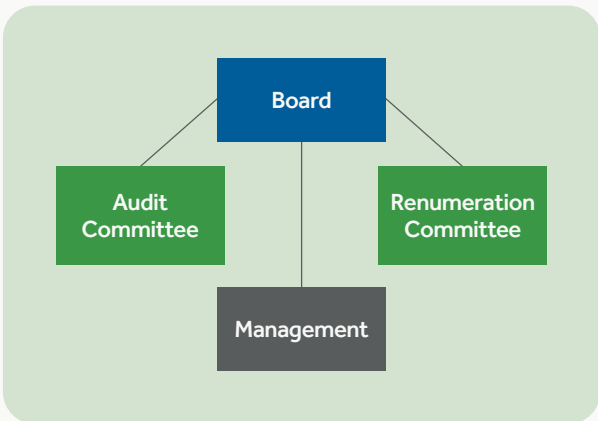 Board
Audit
Committee
Renumeration
Committee
Management